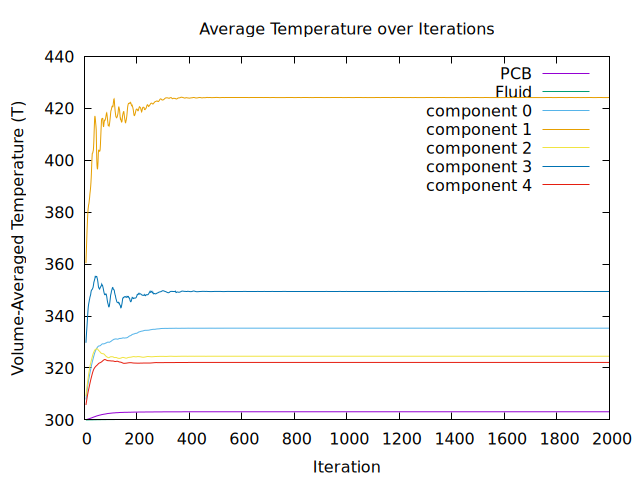 Average Temperature over Iterations
Volume-Averaged Temperature (T)
440
420
400
380
360
340
320
300
PCB
Fluid
component 0
component 1
component 2
component 3
component 4
0 200 400 600 800 1000 1200 1400 1600 1800 2000
Iteration